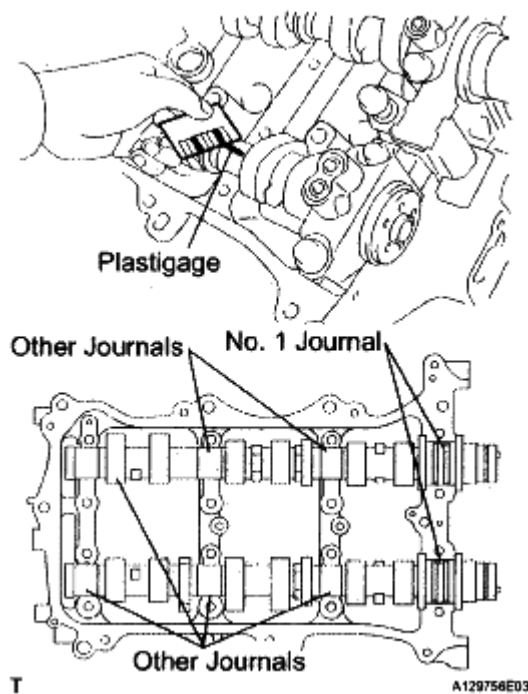 Plastigage
Other Journals
No. 1 Journal
Other Journals
T
A129756E03